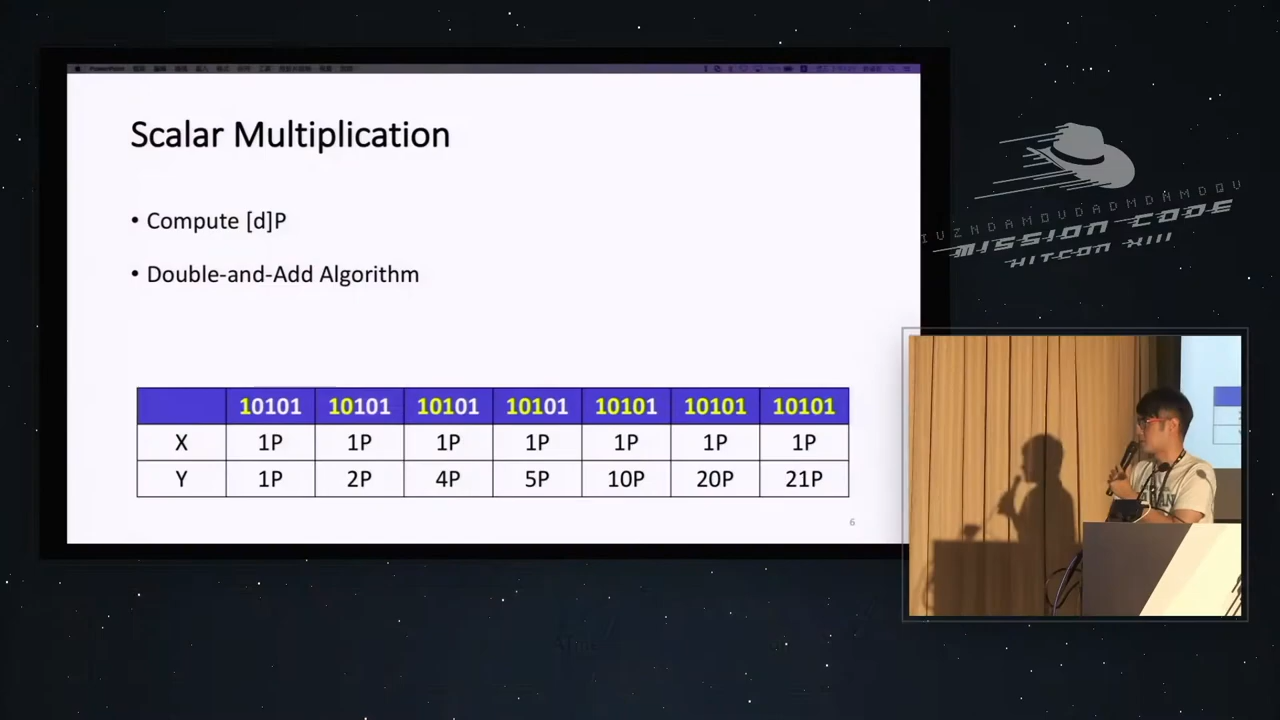 PowerPoint
Scalar Multiplication
• Compute [d]P
• Double-and-Add Algorithm
10101 10101 10101 10101 10101 10101 10101
X 1P 1P 1P 1P 1P 1P 1P
Y 1P 2P 4P 5P 10P 20P 21P
6
MISSION CODE
HITCON XIII